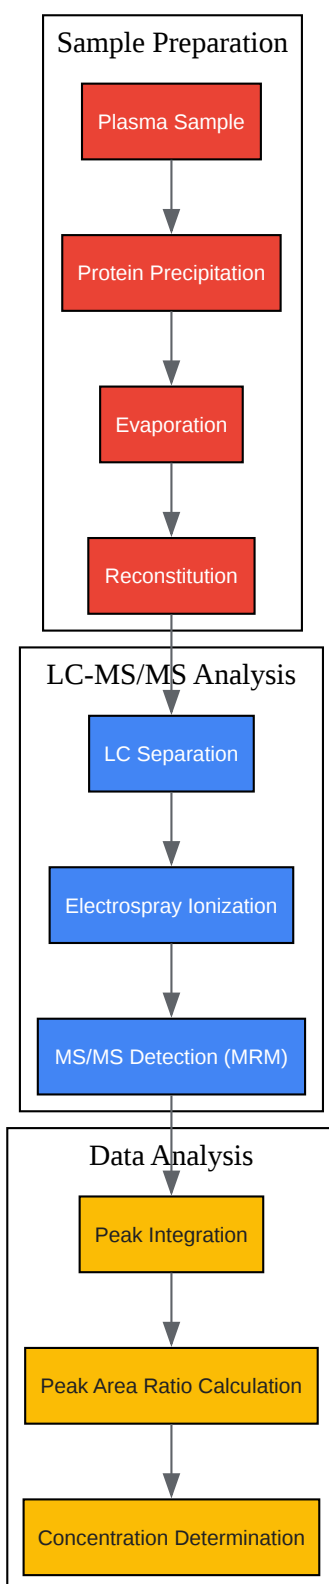 Sample Preparation
Plasma Sample
Protein Precipitation
Evaporation
Reconstitution
LC-MS/MS Analysis
LC Separation
Electrospray Ionization
MS/MS Detection (MRM)
Data Analysis
Peak Integration
Peak Area Ratio Calculation
Concentration Determination